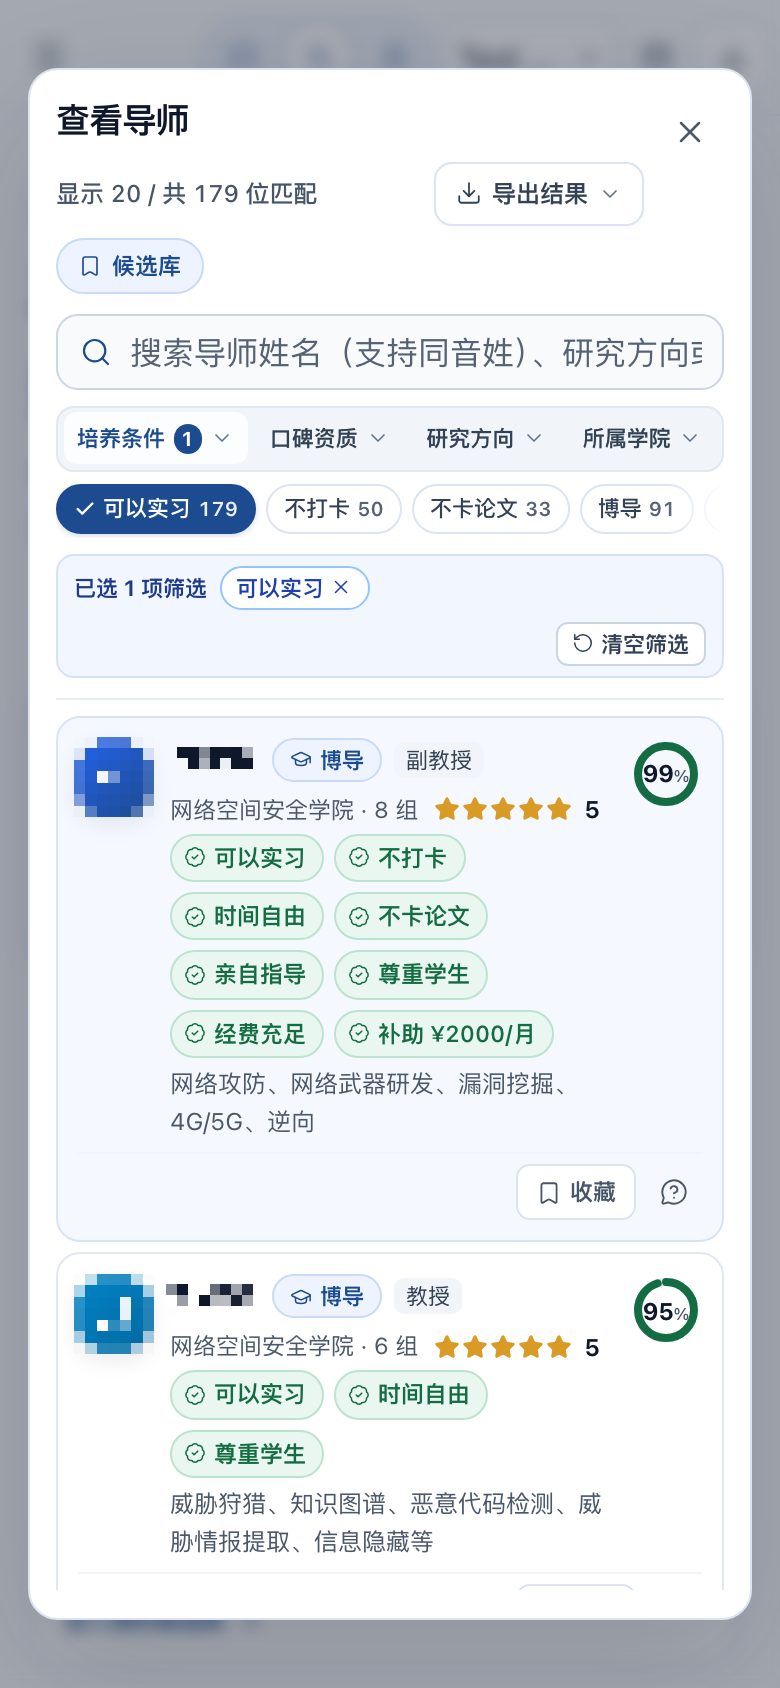 查看导师
显示 20 / 共 179 位匹配
导出结果
候选库
搜索导师姓名（支持同音姓）、研究方向
培养条件 1
口碑资质
研究方向
所属学院
可以实习 179
不打卡 50
不卡论文 33
博导 91
已选 1 项筛选
可以实习
清空筛选
博导
副教授
99%
网络空间安全学院 · 8 组
5
可以实习
不打卡
时间自由
不卡论文
亲自指导
尊重学生
经费充足
补助 ¥2000/月
网络攻防、网络武器研发、漏洞挖掘、
4G/5G、逆向
收藏
博导
教授
95%
网络空间安全学院 · 6 组
5
可以实习
时间自由
尊重学生
威胁狩猎、知识图谱、恶意代码检测、威
胁情报提取、信息隐藏等